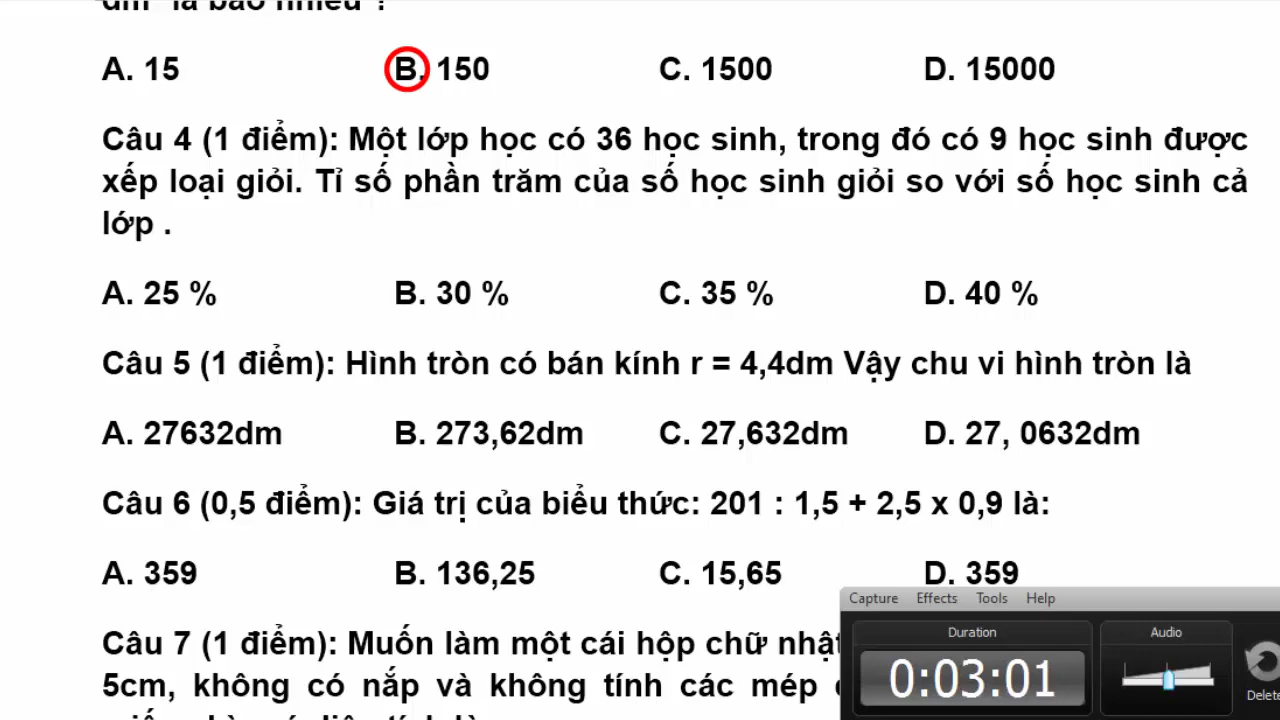 là bao nhiêu ?
A. 15 B. 150 C. 1500 D. 15000
Câu 4 (1 điểm): Một lớp học có 36 học sinh, trong đó có 9 học sinh được
xếp loại giỏi. Tỉ số phần trăm của số học sinh giỏi so với số học sinh cả
lớp .
A. 25 % B. 30 % C. 35 % D. 40 %
Câu 5 (1 điểm): Hình tròn có bán kính r = 4,4dm Vậy chu vi hình tròn là
A. 27632dm B. 273,62dm C. 27,632dm D. 27, 0632dm
Câu 6 (0,5 điểm): Giá trị của biểu thức: 201 : 1,5 + 2,5 x 0,9 là:
A. 359 B. 136,25 C. 15,65 D. 359
Câu 7 (1 điểm): Muốn làm một cái hộp chữ nhật
5cm, không có nắp và không tính các mép
Capture Effects Tools Help
Duration Audio
0:03:01
Delete